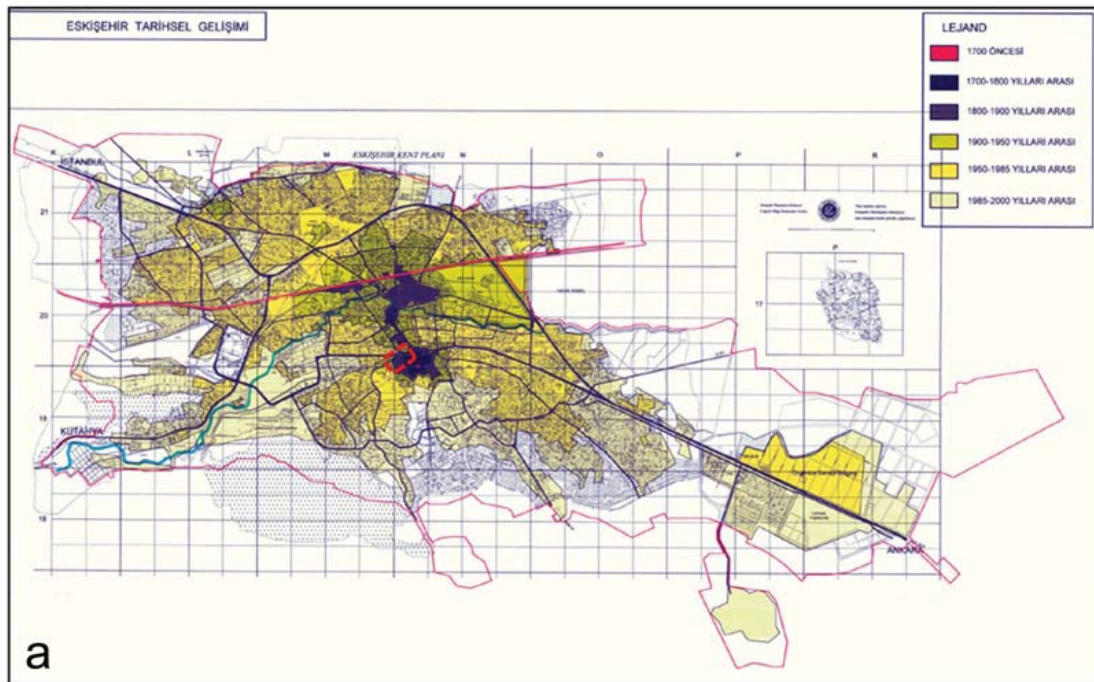 ESKİŞEHİR TARİHSEL GELİŞİMİ
LEJAND
1700 ÖNCESİ
1700-1800 YILLARI ARASI
1800-1900 YILLARI ARASI
1900-1950 YILLARI ARASI
1950-1985 YILLARI ARASI
1985-2000 YILLARI ARASI
ESKİŞEHİR KENT PLANI
K L M N O P R
İSTANBUL
21
P
17
20
19
KÜTAHYA
18
ANKARA
a